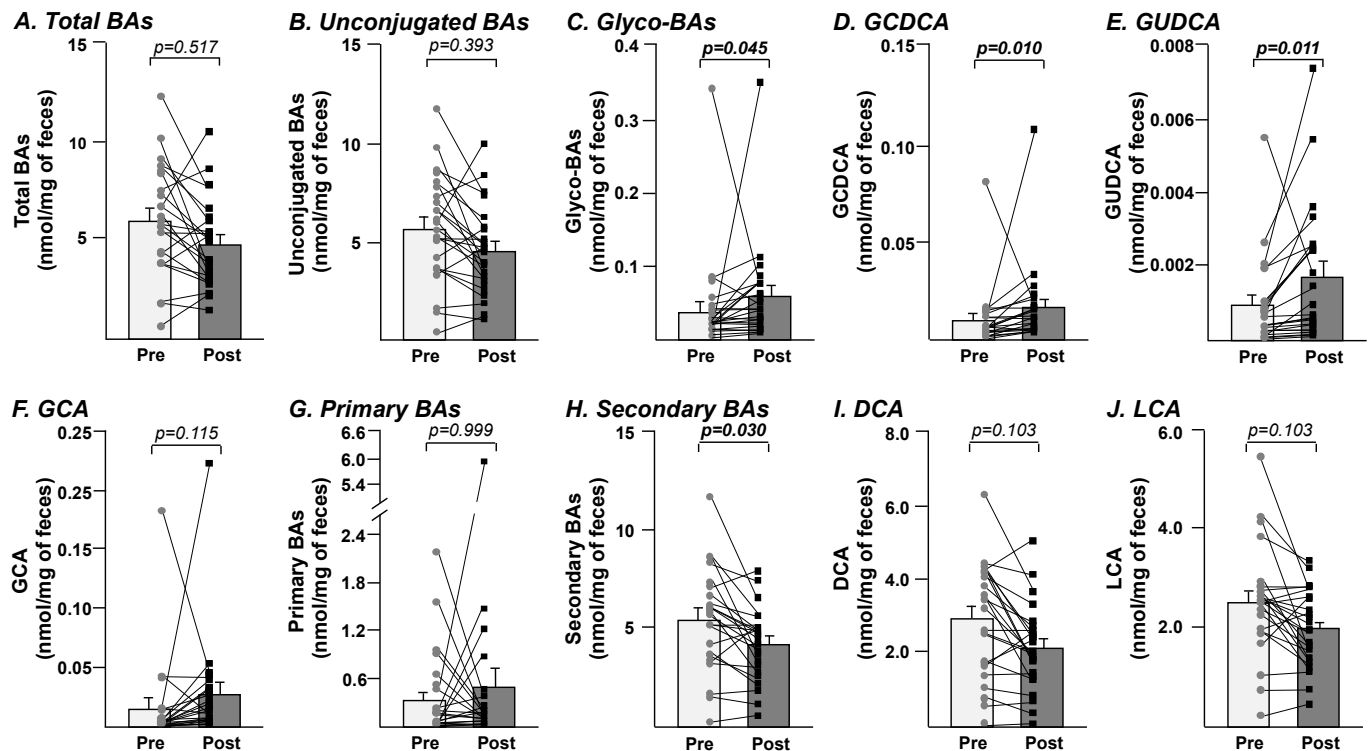 A. Total BAs
p=0.517
Total BAs
(nmol/mg of feces)
15
10
5
Pre
Post
B. Unconjugated BAs
p=0.393
Unconjugated BAs
(nmol/mg of feces)
15
10
5
Pre
Post
C. Glyco-BAs
p=0.045
Glyco-BAs
(nmol/mg of feces)
0.4
0.3
0.2
0.1
Pre
Post
D. GCDCA
p=0.010
GCDCA
(nmol/mg of feces)
0.15
0.10
0.05
Pre
Post
E. GUDCA
p=0.011
GUDCA
(nmol/mg of feces)
0.008
0.006
0.004
0.002
Pre
Post
F. GCA
p=0.115
GCA
(nmol/mg of feces)
0.25
0.25
0.15
0.10
0.05
Pre
Post
G. Primary BAs
p=0.999
Primary BAs
(nmol/mg of feces)
6.6
6.0
5.4
2.4
1.8
1.2
0.6
Pre
Post
H. Secondary BAs
p=0.030
Secondary BAs
(nmol/mg of feces)
15
10
5
Pre
Post
I. DCA
p=0.103
DCA
(nmol/mg of feces)
8.0
6.0
4.0
2.0
Pre
Post
J. LCA
p=0.103
LCA
(nmol/mg of feces)
6.0
4.0
2.0
Pre
Post